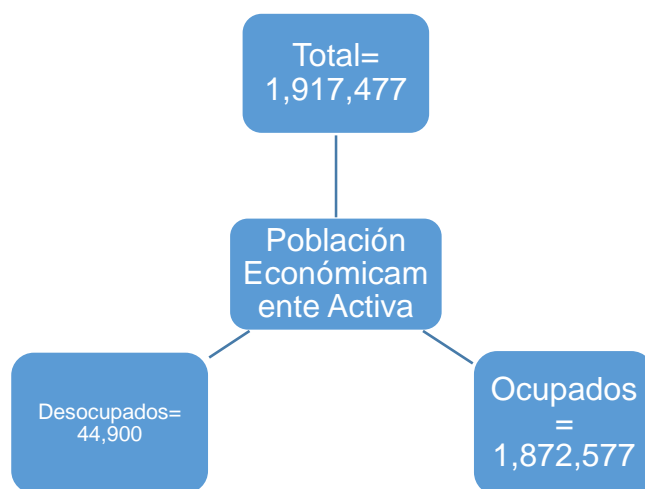 Total=
1,917,477
Población
Económicam
ente Activa
Desocupados=
44,900
Ocupados
=
1,872,577